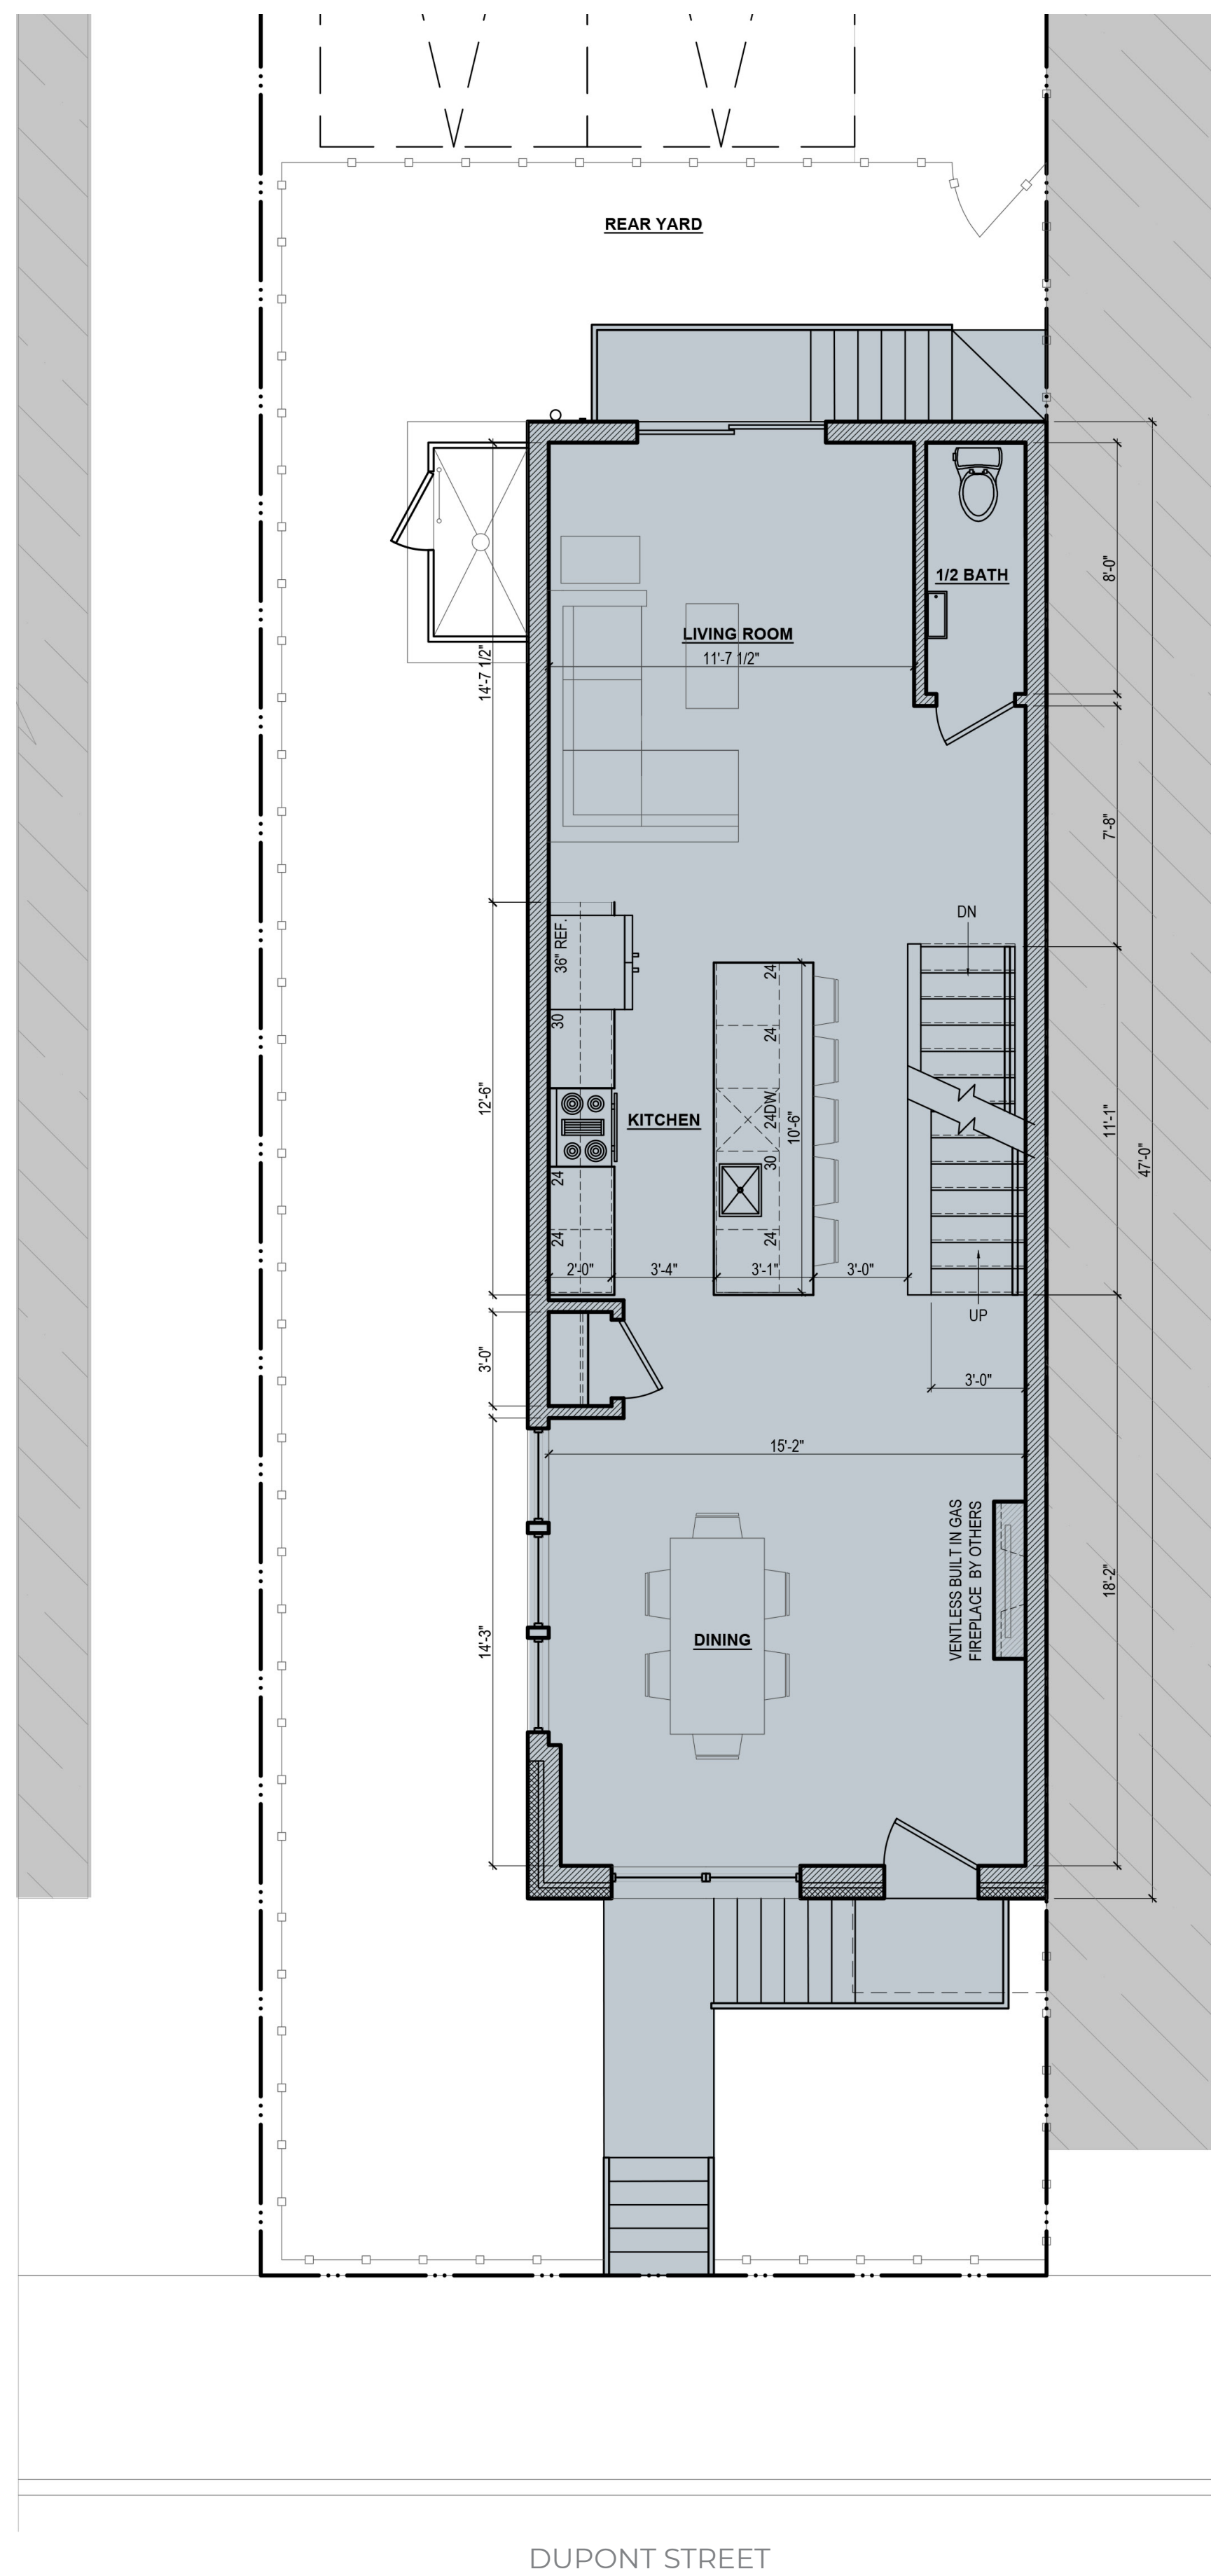 REAR YARD
1/2 BATH
8'-0"
LIVING ROOM
11'-7 1/2"
14'-7 1/2"
7'-8"
DN
36" REF.
30
24
24
24DW
10'-6"
30
24
KITCHEN
24
24
12'-6"
11'-1"
47'-0"
2'-0"
3'-4"
3'-1"
3'-0"
UP
3'-0"
3'-0"
15'-2"
VENTLESS BUILT IN GAS
FIREPLACE BY OTHERS
18'-2"
14'-3"
DINING
DUPONT STREET